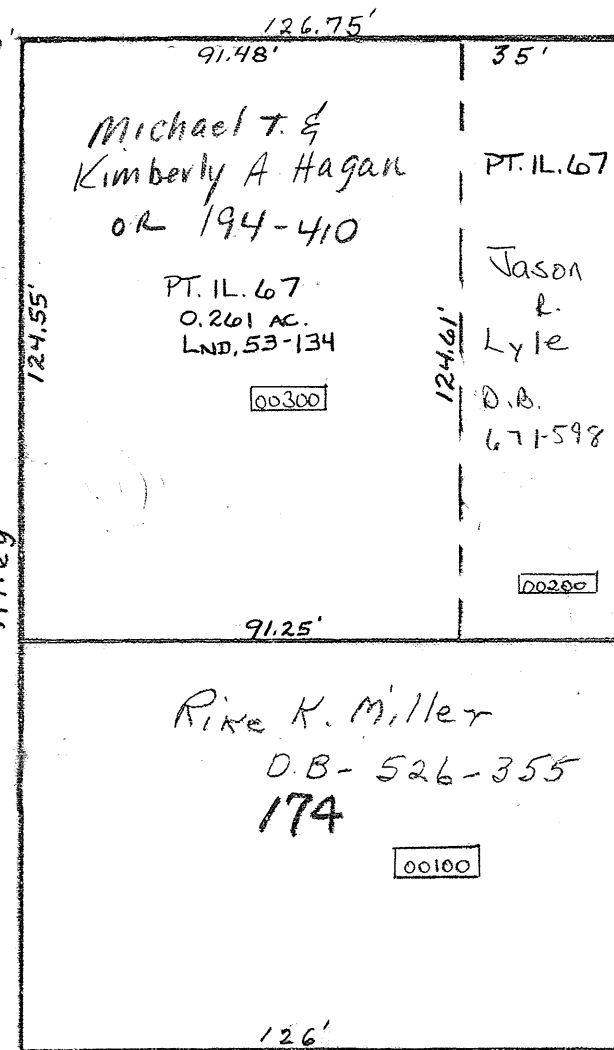 126.75'
91.48'
35'
Michael T. &
Kimberly A Hagan
OR 194-410
PT. IL. 67
0.261 AC.
LND. 53-134
00300
124.55'
124.61'
PT. IL. 67
Jason
R.
Lyle
D.B.
671-598
00200
Alley
91.25'
Rike K. Miller
D.B - 526-355
174
00100
126'